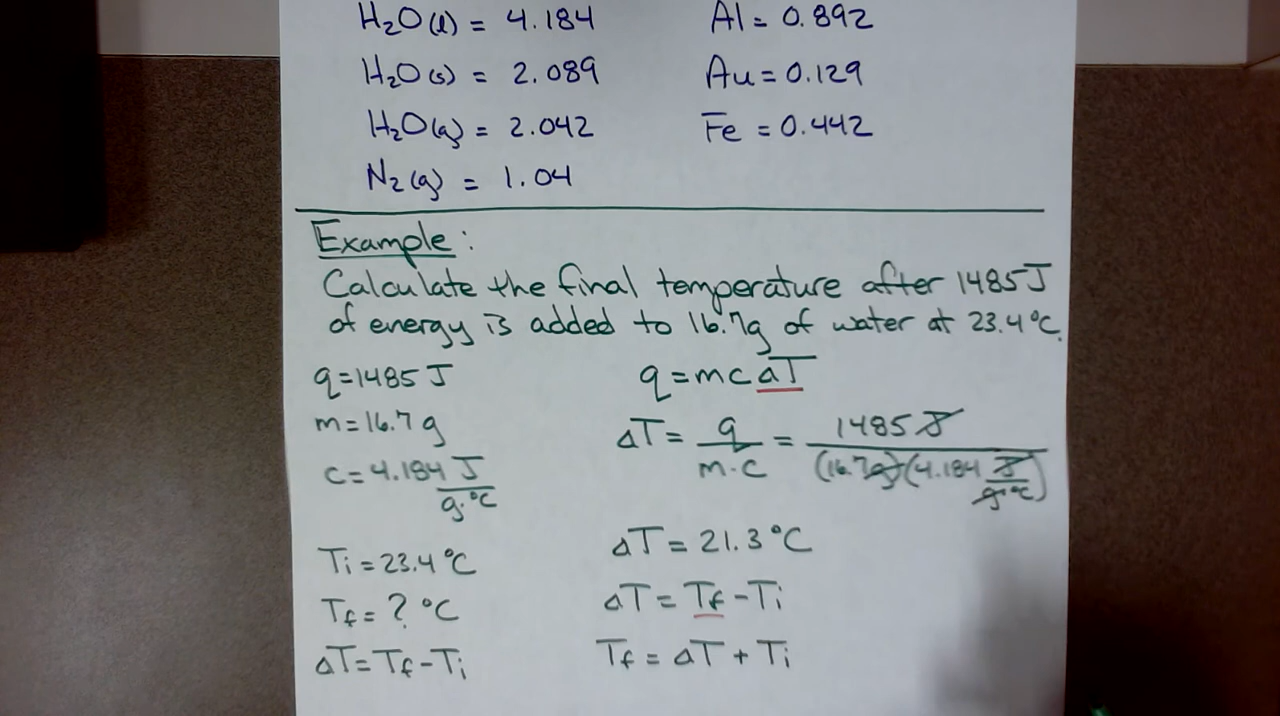 H₂O(l) = 4.184 Al = 0.892
H₂O(s) = 2.089 Au = 0.129
H₂O(g) = 2.042 Fe = 0.442
N₂(g) = 1.04
Example:
Calculate the final temperature after 1485J
of energy is added to 16.7g of water at 23.4°C.
q=1485 J
m=16.7 g
c=4.184 J/g·°C
Ti=23.4°C
Tf=? °C
ΔT=Tf-Ti
q=mcΔT
ΔT= q/m·c = 1485 J/(16.7g)(4.184 J/g·°C)
ΔT=21.3°C
ΔT=Tf-Ti
Tf=ΔT+Ti